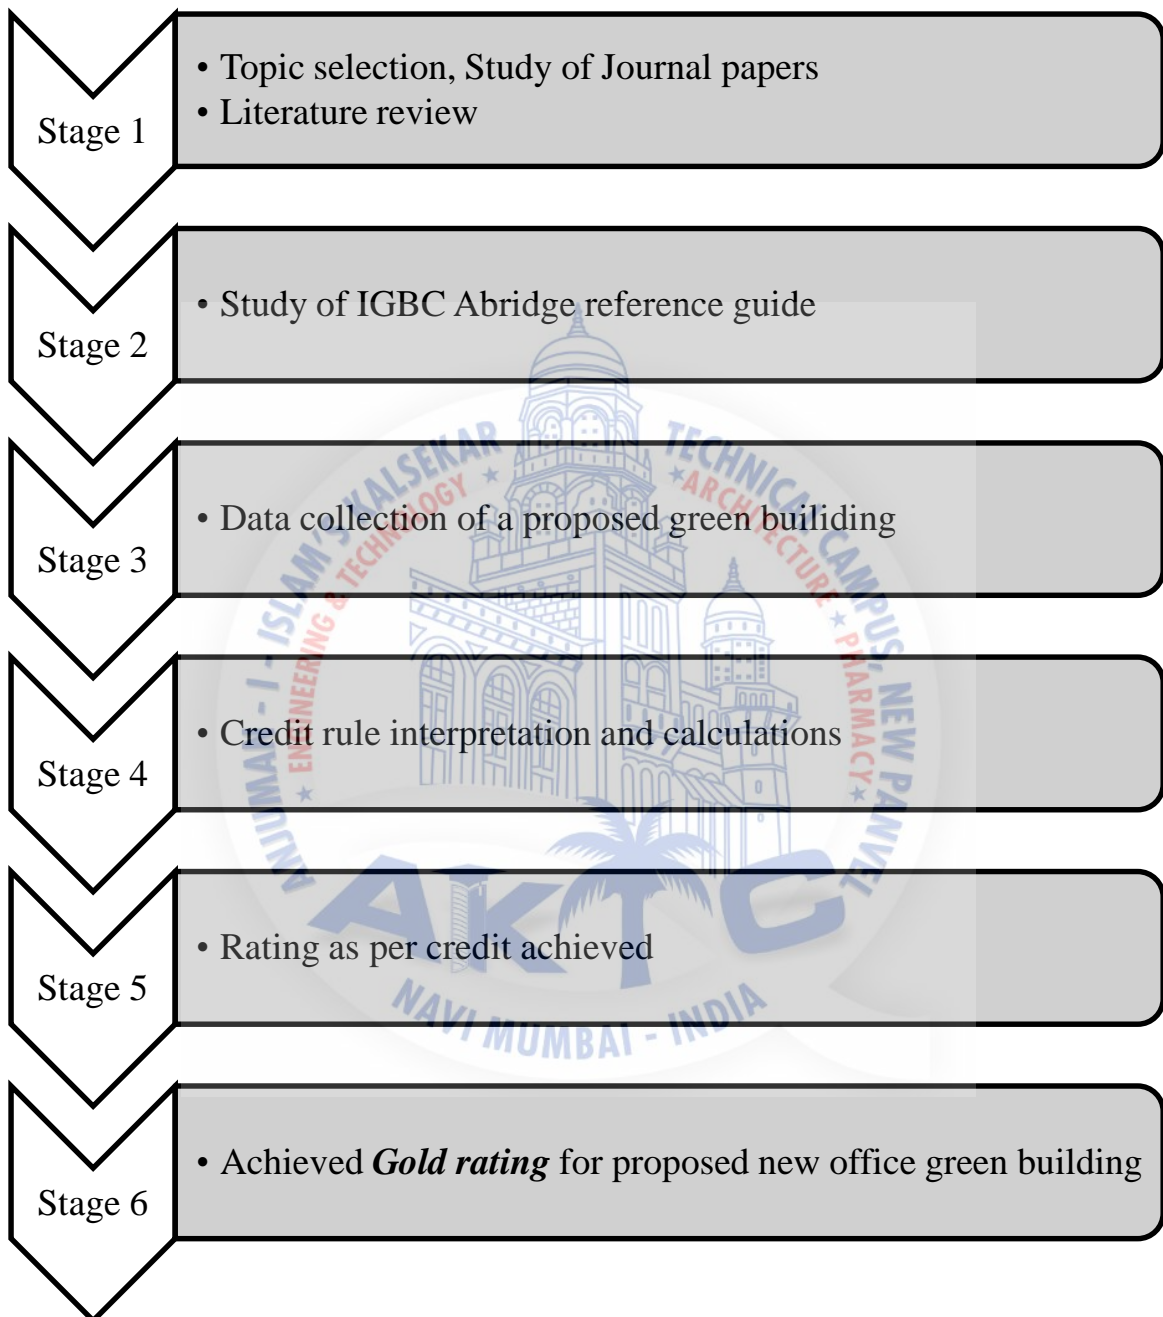 Stage 1
• Topic selection, Study of Journal papers
• Literature review
Stage 2
• Study of IGBC Abridge reference guide
Stage 3
• Data collection of a proposed green builiding
Stage 4
• Credit rule interpretation and calculations
Stage 5
• Rating as per credit achieved
Stage 6
• Achieved Gold rating for proposed new office green building
ANJUMAN - I - ISLAM'S KALSEKAR TECHNICAL CAMPUS, NEW PANVEL
★ ENGINEERING & TECHNOLOGY ★ ★ARCHITECTURE ★ PHARMACY★
AKTC
NAVI MUMBAI - INDIA